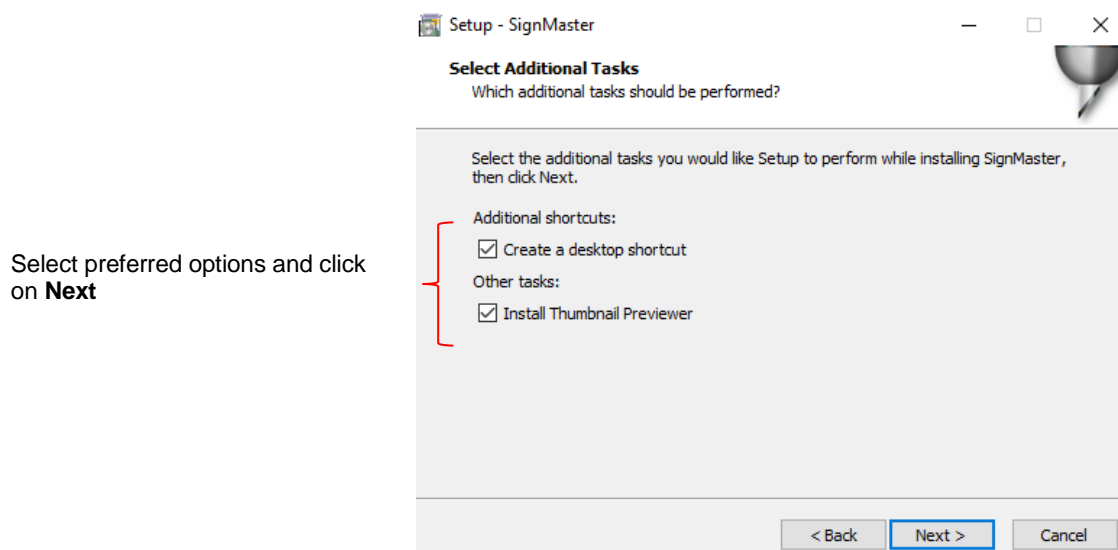 Setup - SignMaster
Select Additional Tasks
Which additional tasks should be performed?
Select the additional tasks you would like Setup to perform while installing SignMaster,
then click Next.
Additional shortcuts:
Create a desktop shortcut
Other tasks:
Install Thumbnail Previewer
Select preferred options and click
on Next
< Back
Next >
Cancel